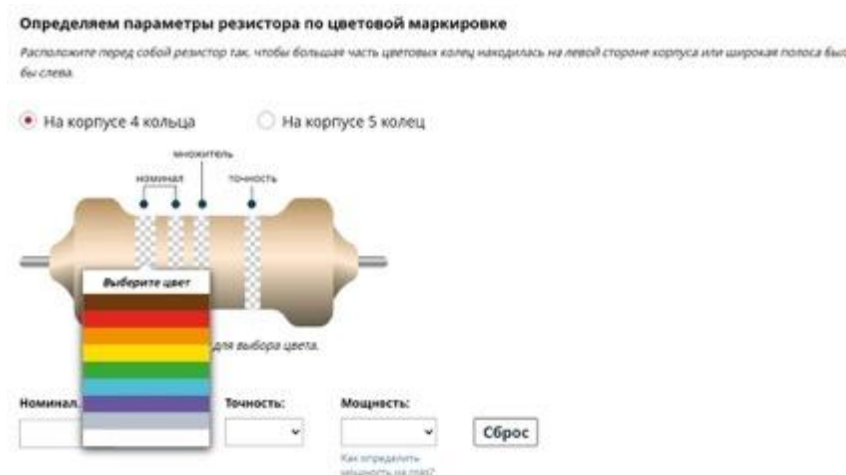 Определяем параметры резистора по цветовой маркировке
Расположите перед собой резистор так, чтобы большая часть цветовых колец находилась на левой стороне корпуса или широкая полоса был
бы слева.
На корпусе 4 кольца
На корпусе 5 колец
множитель
номинал
точность
Выберите цвет
для выбора цвета.
Номинал
Точность:
Мощность:
Сброс
Как определить
мощность на глаз?